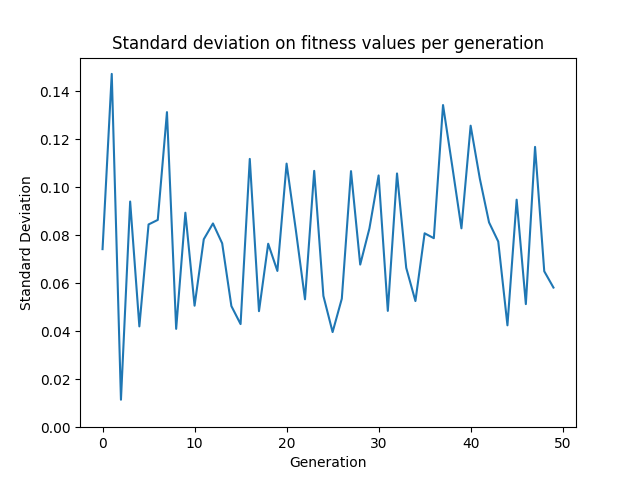 Standard deviation on fitness values per generation
Standard Deviation
0.14
0.12
0.10
0.08
0.06
0.04
0.02
0.00
0 10 20 30 40 50
Generation